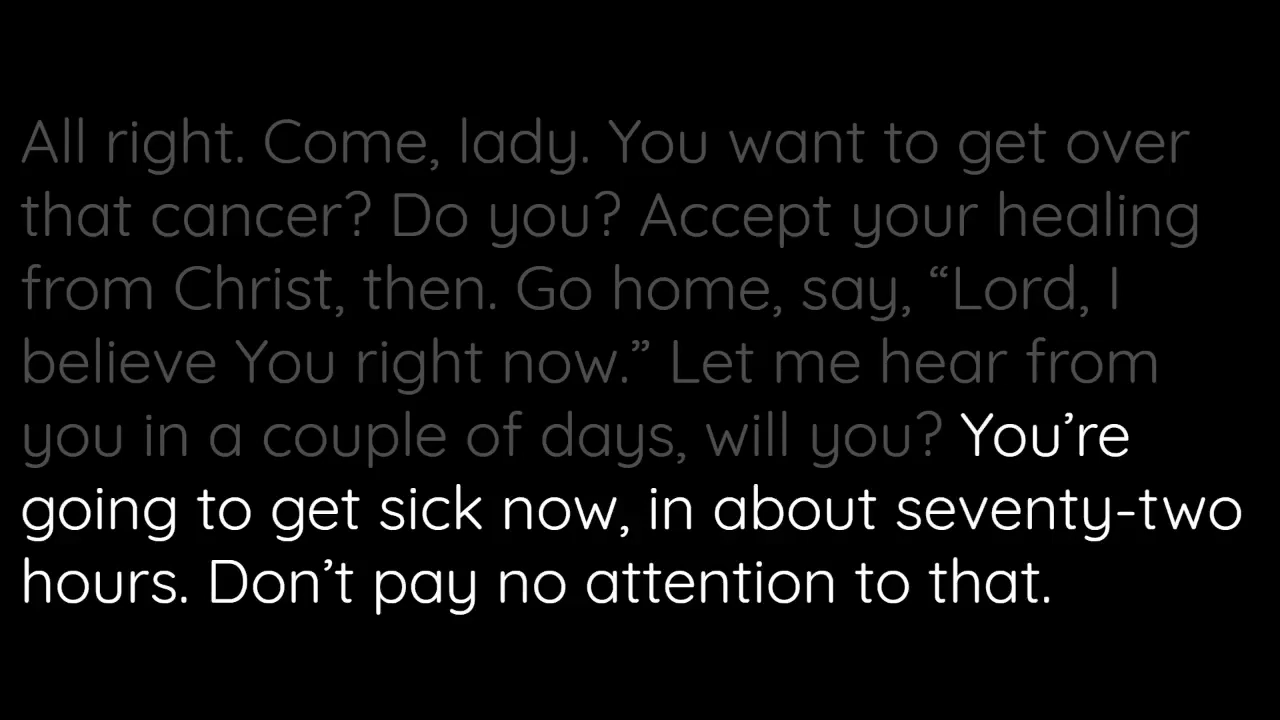 All right. Come, lady. You want to get over
that cancer? Do you? Accept your healing
from Christ, then. Go home, say, “Lord, I
believe You right now.” Let me hear from
you in a couple of days, will you? You’re
going to get sick now, in about seventy-two
hours. Don’t pay no attention to that.